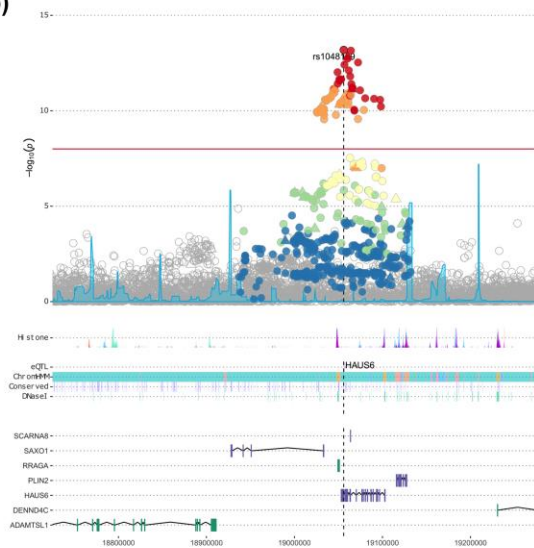 )
15
10
5
0
−log10(p)
Histone
eQTL
HAUS6
ChromHMM
Conserved
DNaseI
SCARNA8
SAXO1
RRAGA
PLIN2
HAUS6
DENND4C
ADAMTSL1
18800000 18900000 19000000 19100000 19200000